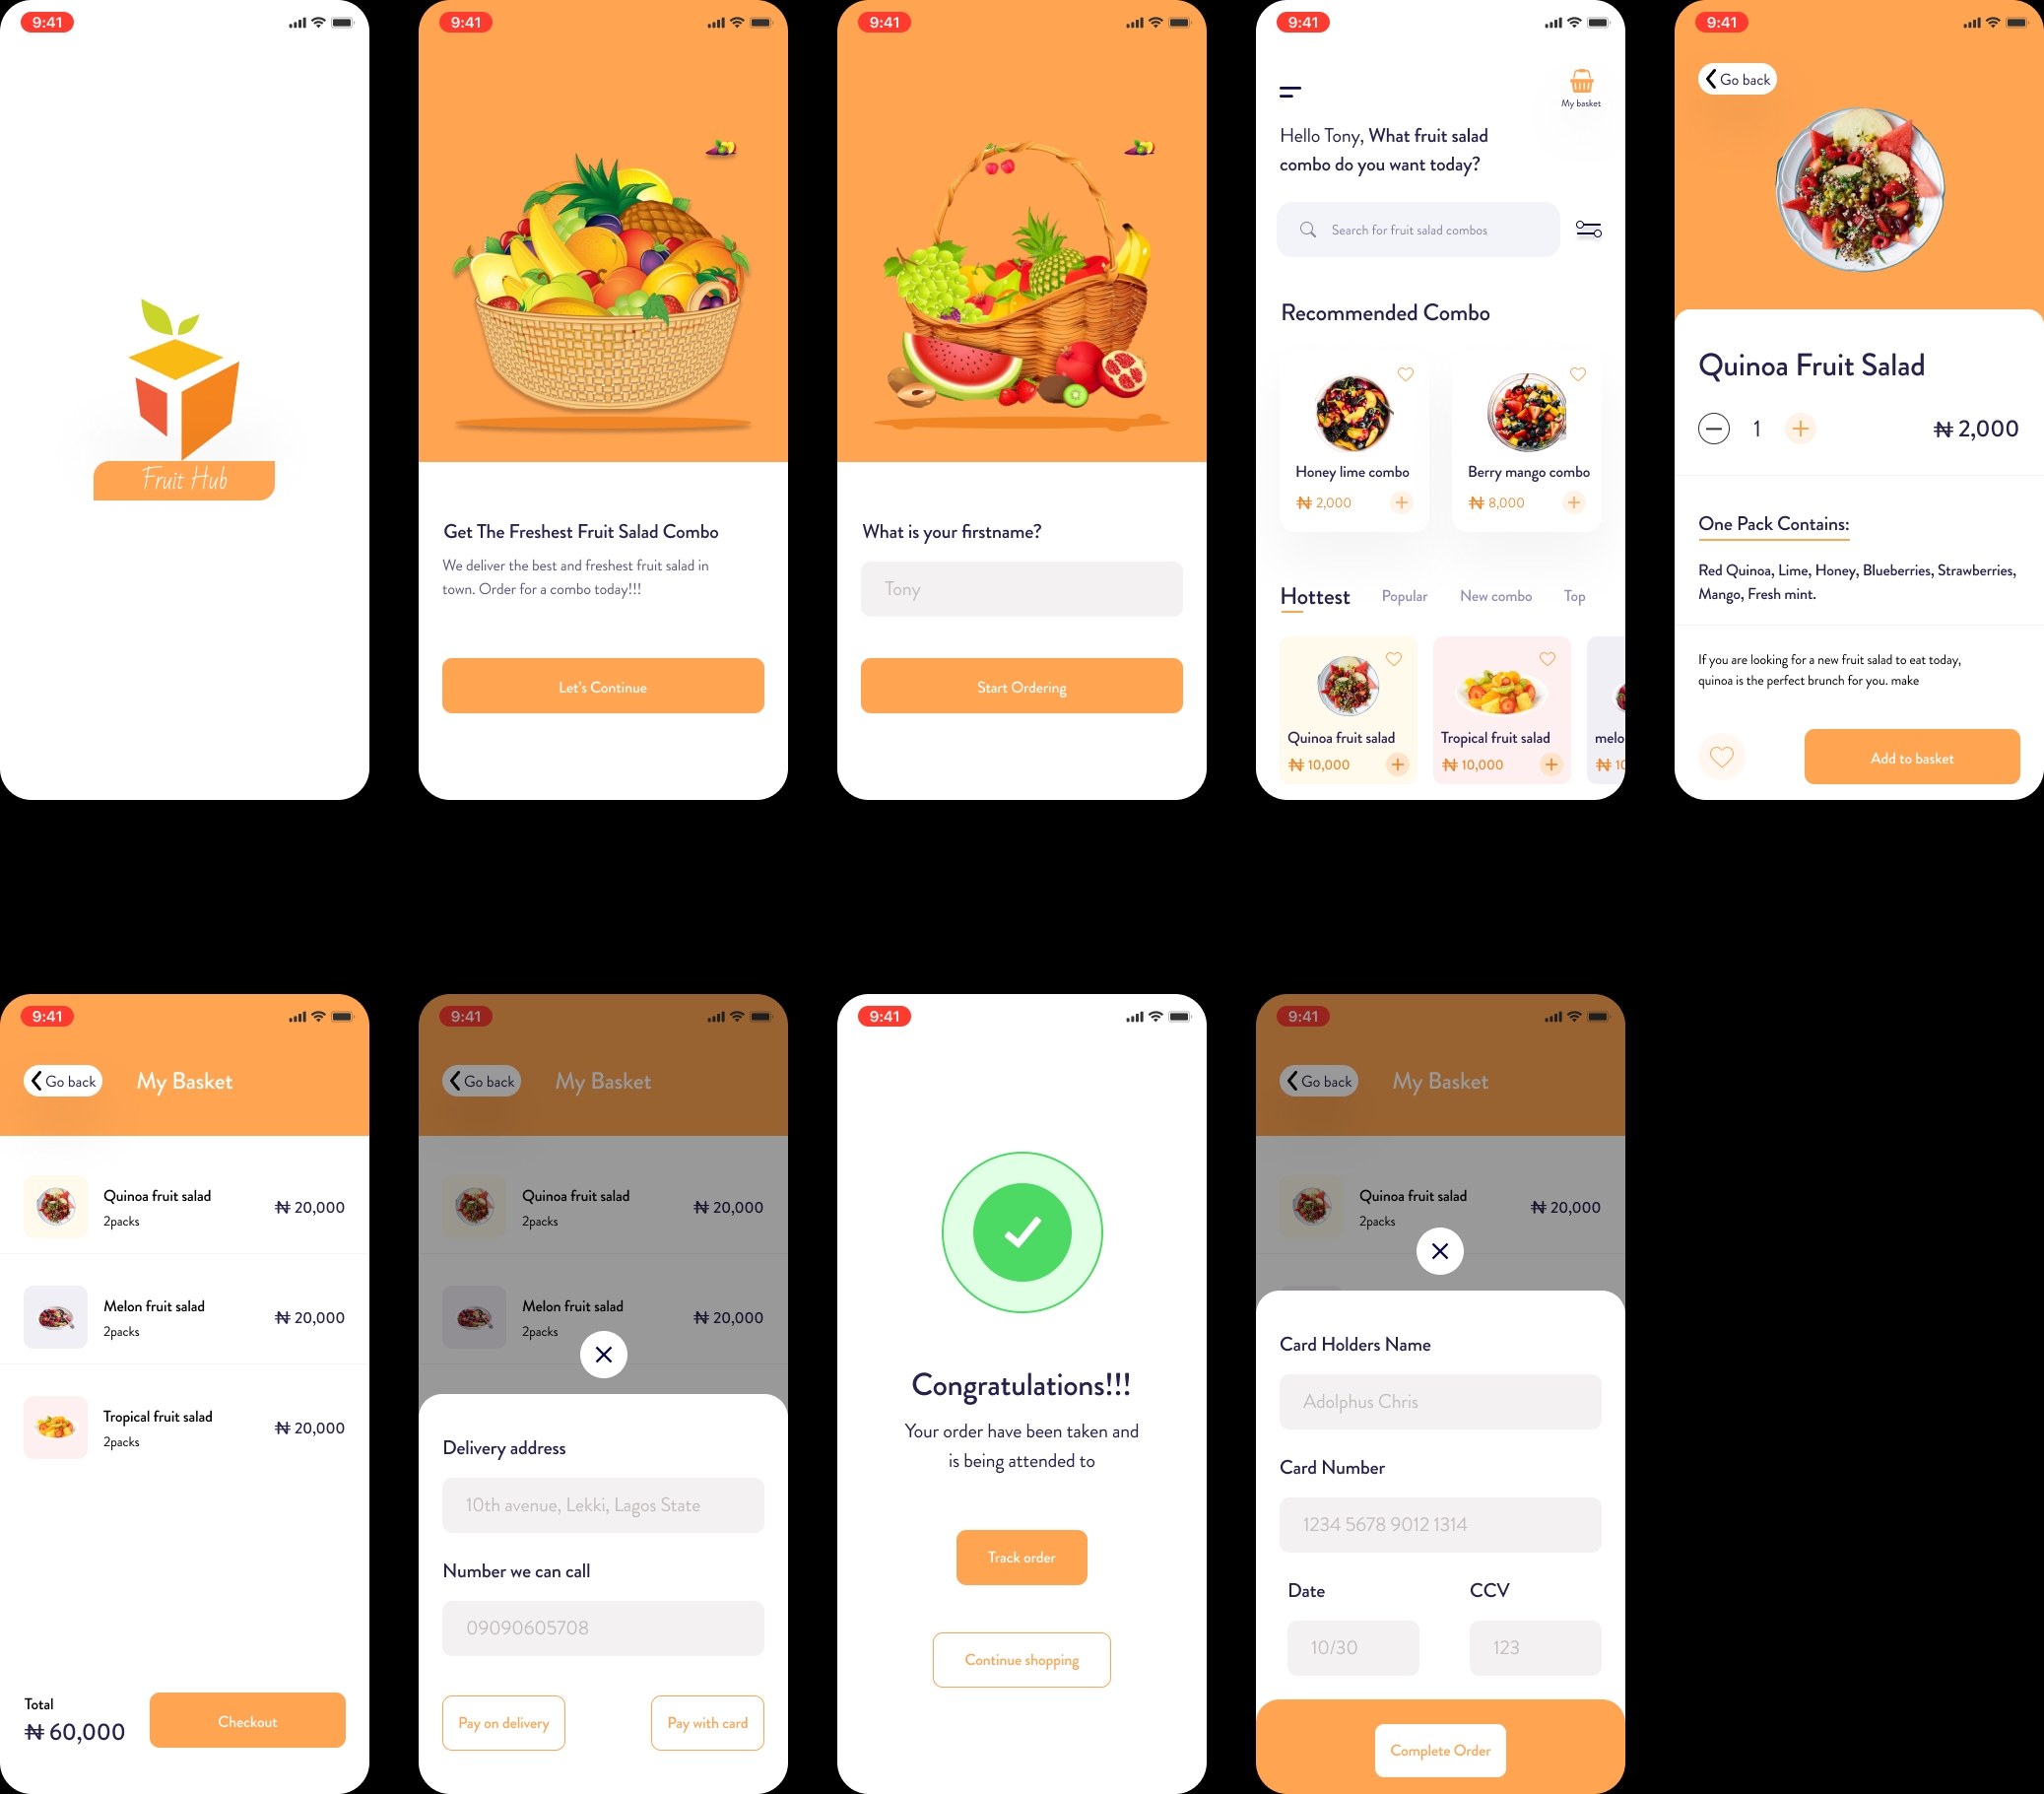 9:41
Fruit Hub
9:41
Get The Freshest Fruit Salad Combo
We deliver the best and freshest fruit salad in
town. Order for a combo today!!!
Let's Continue
9:41
What is your firstname?
Tony
Start Ordering
9:41
My basket
Hello Tony, What fruit salad
combo do you want today?
Search for fruit salad combos
Recommended Combo
Honey lime combo
₦ 2,000
Berry mango combo
₦ 8,000
Hottest
Popular
New combo
Top
Quinoa fruit salad
₦ 10,000
Tropical fruit salad
₦ 10,000
melo
₦ 10
9:41
Go back
Quinoa Fruit Salad
1
₦ 2,000
One Pack Contains:
Red Quinoa, Lime, Honey, Blueberries, Strawberries,
Mango, Fresh mint.
If you are looking for a new fruit salad to eat today,
quinoa is the perfect brunch for you. make
Add to basket
9:41
Go back
My Basket
Quinoa fruit salad
2packs
₦ 20,000
Melon fruit salad
2packs
₦ 20,000
Tropical fruit salad
2packs
₦ 20,000
Total
₦ 60,000
Checkout
9:41
Go back
My Basket
Quinoa fruit salad
2packs
₦ 20,000
Melon fruit salad
2packs
₦ 20,000
Delivery address
10th avenue, Lekki, Lagos State
Number we can call
09090605708
Pay on delivery
Pay with card
9:41
Congratulations!!!
Your order have been taken and
is being attended to
Track order
Continue shopping
9:41
Go back
My Basket
Quinoa fruit salad
2packs
₦ 20,000
Card Holders Name
Adolphus Chris
Card Number
1234 5678 9012 1314
Date
CCV
10/30
123
Complete Order